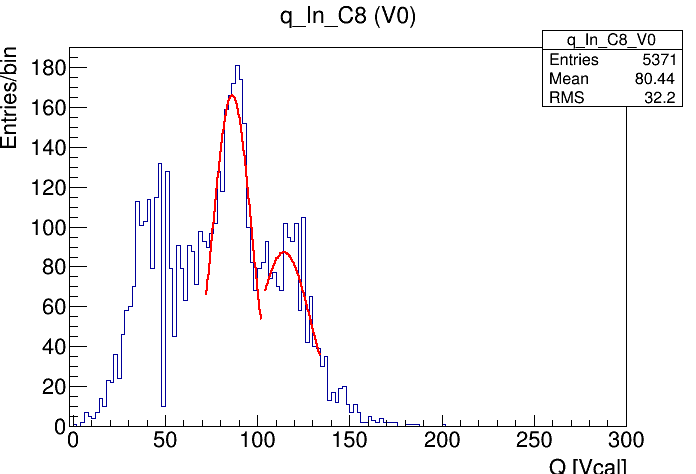 q_In_C8 (V0)
q_In_C8_V0
Entries 5371
Mean 80.44
RMS 32.2
Entries/bin
180
160
140
120
100
80
60
40
20
0
0 50 100 150 200 250 300
Q [Vcal]